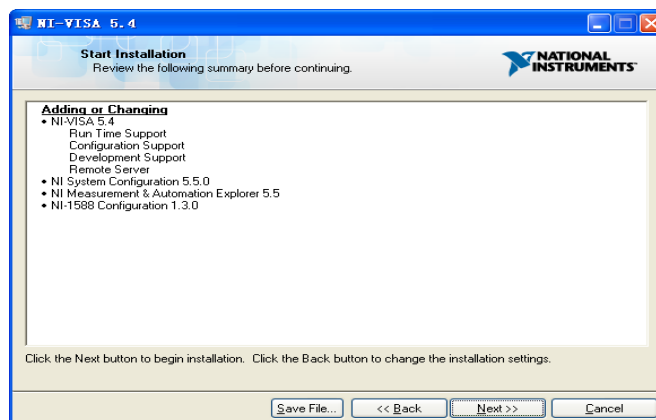 NI-VISA 5.4
Start Installation
Review the following summary before continuing.
NATIONAL
INSTRUMENTS™
Adding or Changing
• NI-VISA 5.4
Run Time Support
Configuration Support
Development Support
Remote Server
• NI System Configuration 5.5.0
• NI Measurement & Automation Explorer 5.5
• NI-1588 Configuration 1.3.0
Click the Next button to begin installation. Click the Back button to change the installation settings.
Save File... << Back Next >> Cancel